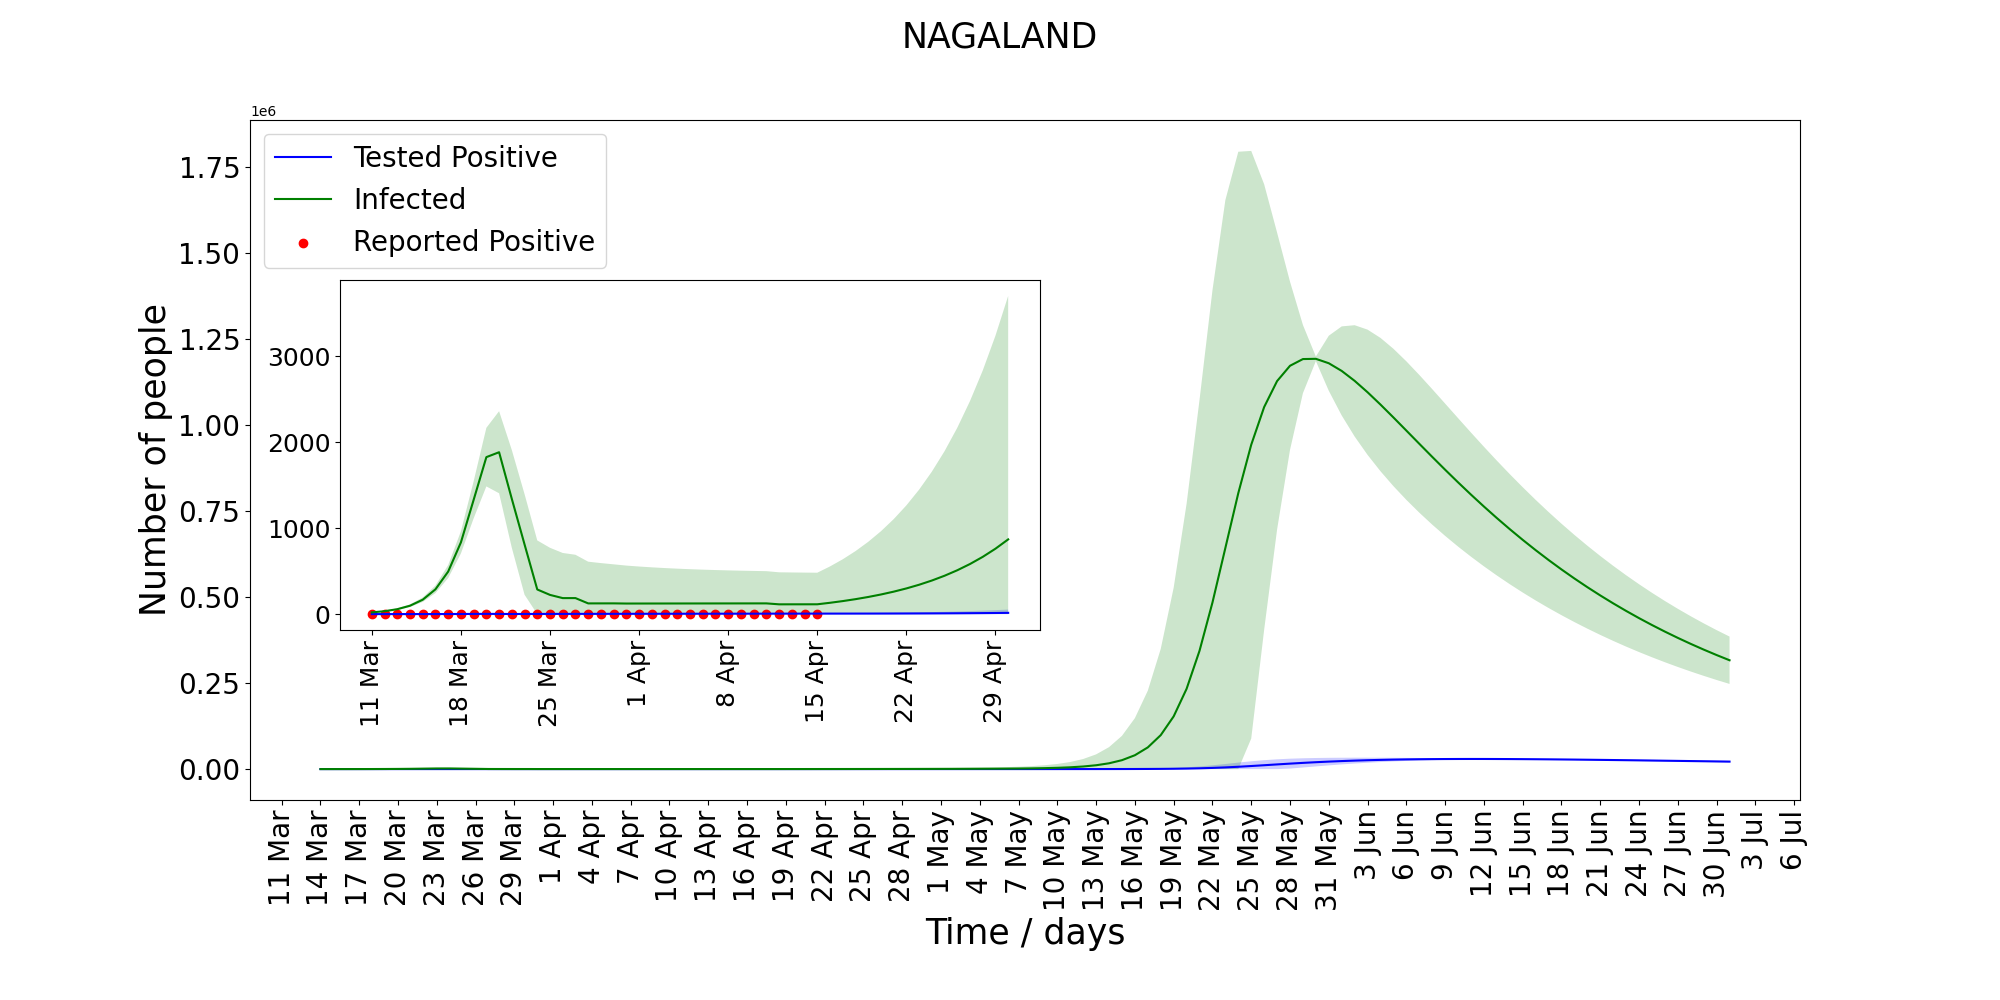 NAGALAND
1e6
1.75
1.50
1.25
1.00
0.75
0.50
0.25
0.00
Number of people
Tested Positive
Infected
Reported Positive
3000
2000
1000
0
11 Mar
18 Mar
25 Mar
1 Apr
8 Apr
15 Apr
22 Apr
29 Apr
11 Mar
14 Mar
17 Mar
20 Mar
23 Mar
26 Mar
29 Mar
1 Apr
4 Apr
7 Apr
10 Apr
13 Apr
16 Apr
19 Apr
22 Apr
25 Apr
28 Apr
1 May
4 May
7 May
10 May
13 May
16 May
19 May
22 May
25 May
28 May
31 May
3 Jun
6 Jun
9 Jun
12 Jun
15 Jun
18 Jun
21 Jun
24 Jun
27 Jun
30 Jun
3 Jul
6 Jul
Time / days